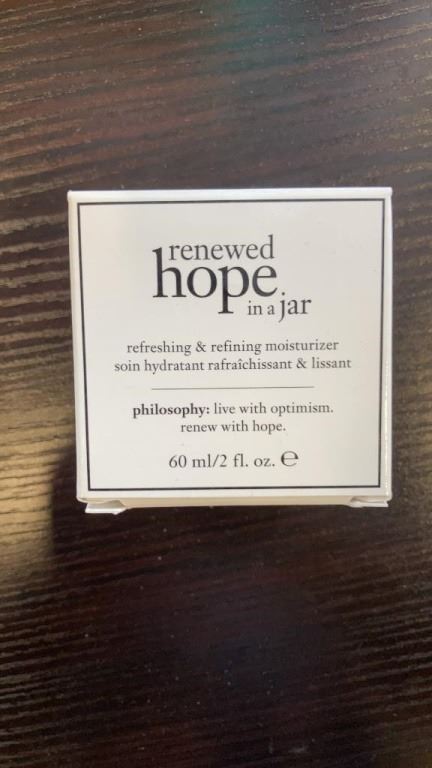 renewed
hope
in a jar
refreshing & refining moisturizer
soin hydratant rafraîchissant & lissant
philosophy: live with optimism.
renew with hope.
60 ml/2 fl. oz. ℮